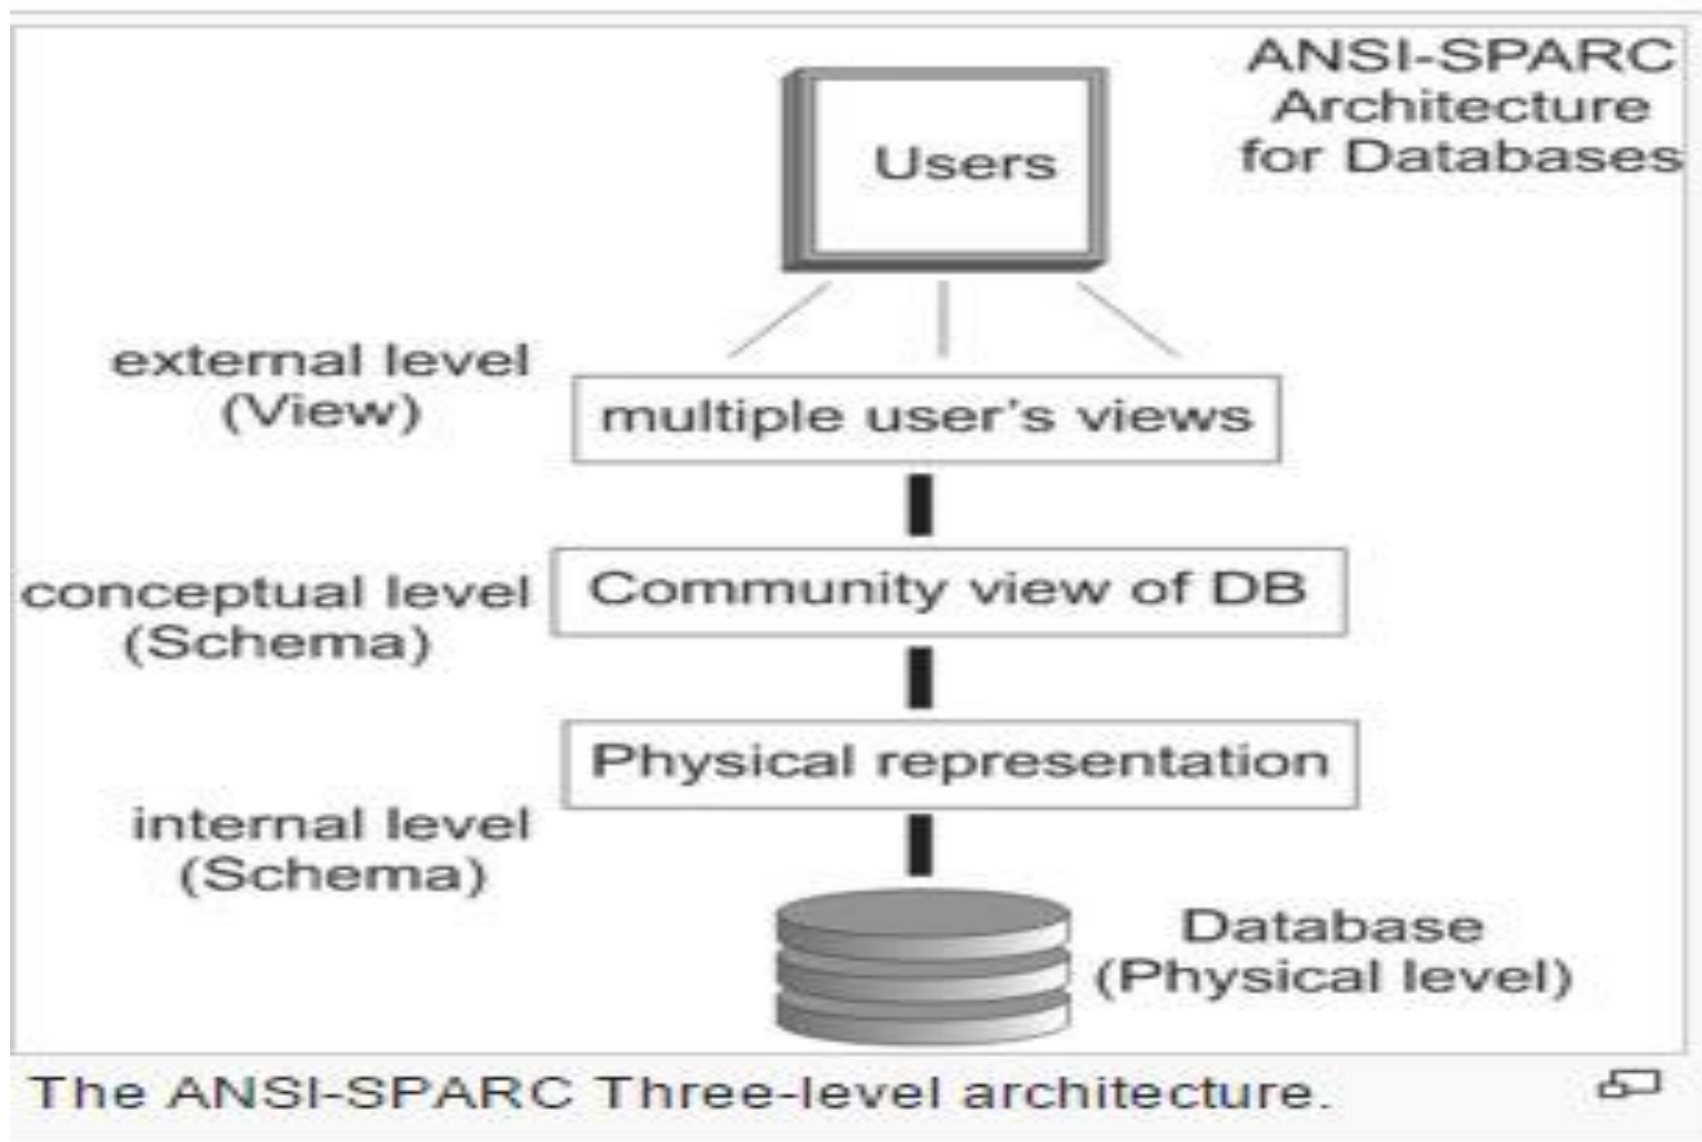 ANSI-SPARC
Architecture
for Databases
Users
external level
(View)
multiple user's views
conceptual level
(Schema)
Community view of DB
Physical representation
internal level
(Schema)
Database
(Physical level)
The ANSI-SPARC Three-level architecture.